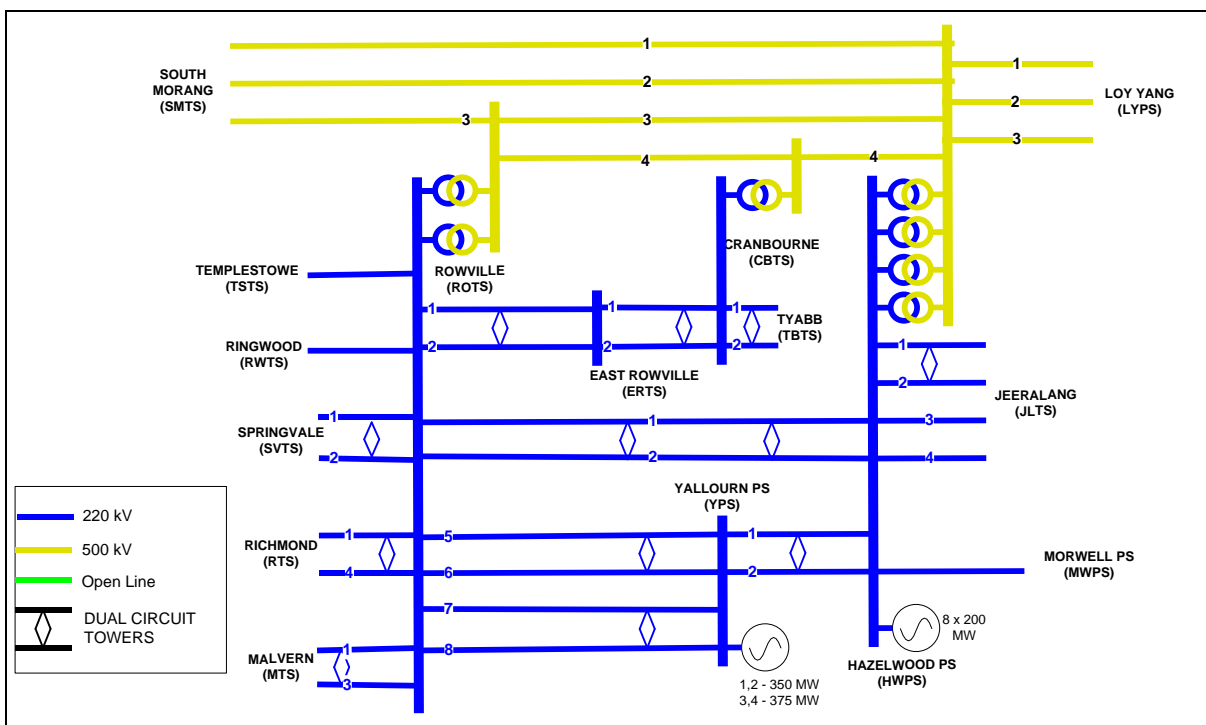 1
SOUTH
MORANG
(SMTS)
2
3
3
4
4
1
2
3
LOY YANG
(LYPS)
TEMPLESTOWE
(TSTS)
ROWVILLE
(ROTS)
CRANBOURNE
(CBTS)
RINGWOOD
(RWTS)
1
2
1
2
EAST ROWVILLE
(ERTS)
1
2
TYABB
(TBTS)
1
2
3
4
JEERALANG
(JLTS)
SPRINGVALE
(SVTS)
1
2
1
2
YALLOURN PS
(YPS)
RICHMOND
(RTS)
1
4
5
6
7
8
1
2
MORWELL PS
(MWPS)
MALVERN
(MTS)
1
3
1,2 - 350 MW
3,4 - 375 MW
8 x 200
MW
HAZELWOOD PS
(HWPS)
220 kV
500 kV
Open Line
DUAL CIRCUIT
TOWERS